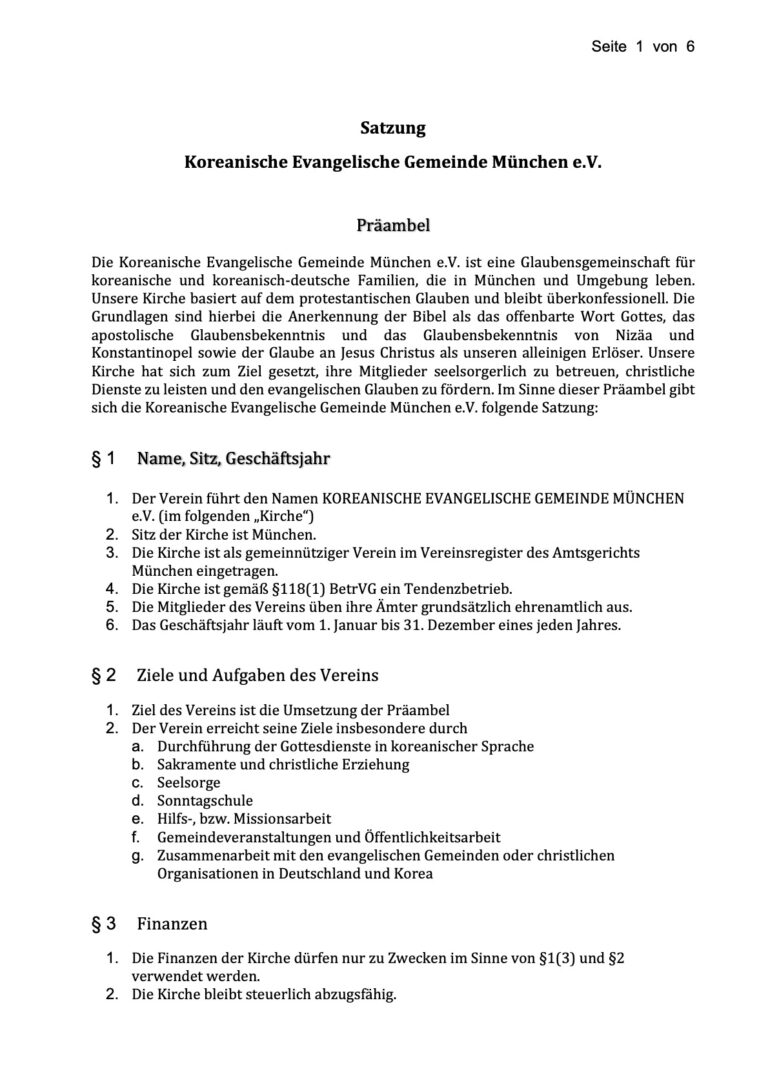 Seite 1 von 6
Satzung
Koreanische Evangelische Gemeinde München e.V.
Präambel
Die Koreanische Evangelische Gemeinde München e.V. ist eine Glaubensgemeinschaft für
koreanische und koreanisch-deutsche Familien, die in München und Umgebung leben.
Unsere Kirche basiert auf dem protestantischen Glauben und bleibt überkonfessionell. Die
Grundlagen sind hierbei die Anerkennung der Bibel als das offenbarte Wort Gottes, das
apostolische Glaubensbekenntnis und das Glaubensbekenntnis von Nizäa und
Konstantinopel sowie der Glaube an Jesus Christus als unseren alleinigen Erlöser. Unsere
Kirche hat sich zum Ziel gesetzt, ihre Mitglieder seelsorgerlich zu betreuen, christliche
Dienste zu leisten und den evangelischen Glauben zu fördern. Im Sinne dieser Präambel gibt
sich die Koreanische Evangelische Gemeinde München e.V. folgende Satzung:
§ 1 Name, Sitz, Geschäftsjahr
1. Der Verein führt den Namen KOREANISCHE EVANGELISCHE GEMEINDE MÜNCHEN
e.V. (im folgenden „Kirche“)
2. Sitz der Kirche ist München.
3. Die Kirche ist als gemeinnütziger Verein im Vereinsregister des Amtsgerichts
München eingetragen.
4. Die Kirche ist gemäß §118(1) BetrVG ein Tendenzbetrieb.
5. Die Mitglieder des Vereins üben ihre Ämter grundsätzlich ehrenamtlich aus.
6. Das Geschäftsjahr läuft vom 1. Januar bis 31. Dezember eines jeden Jahres.
§ 2 Ziele und Aufgaben des Vereins
1. Ziel des Vereins ist die Umsetzung der Präambel
2. Der Verein erreicht seine Ziele insbesondere durch
a. Durchführung der Gottesdienste in koreanischer Sprache
b. Sakramente und christliche Erziehung
c. Seelsorge
d. Sonntagschule
e. Hilfs-, bzw. Missionsarbeit
f. Gemeindeveranstaltungen und Öffentlichkeitsarbeit
g. Zusammenarbeit mit den evangelischen Gemeinden oder christlichen
Organisationen in Deutschland und Korea
§ 3 Finanzen
1. Die Finanzen der Kirche dürfen nur zu Zwecken im Sinne von §1(3) und §2
verwendet werden.
2. Die Kirche bleibt steuerlich abzugsfähig.